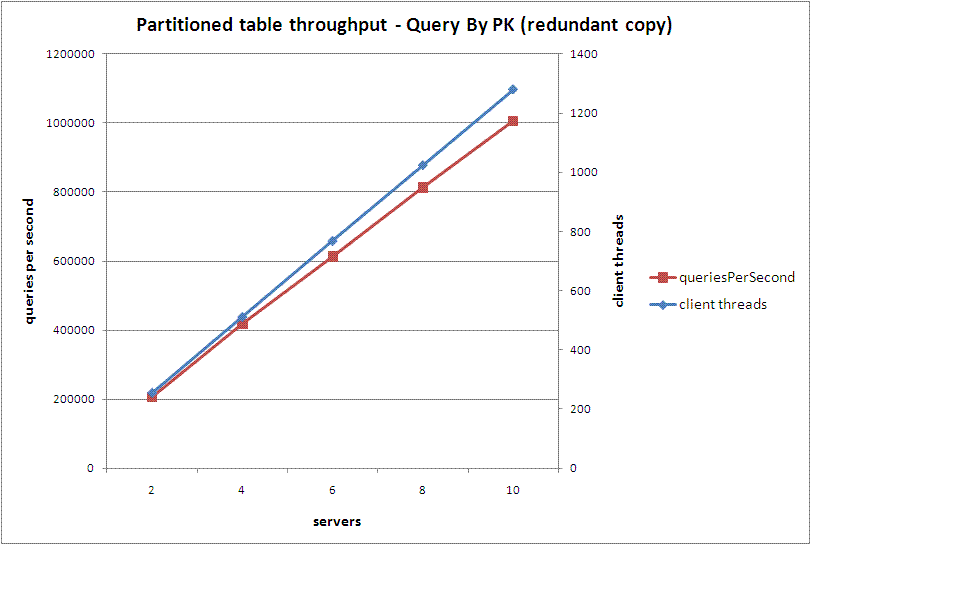 Partitioned table throughput - Query By PK (redundant copy)
1200000
1000000
800000
600000
400000
200000
0
queries per second
1400
1200
1000
800
600
400
200
0
client threads
2 4 6 8 10
servers
queriesPerSecond
client threads